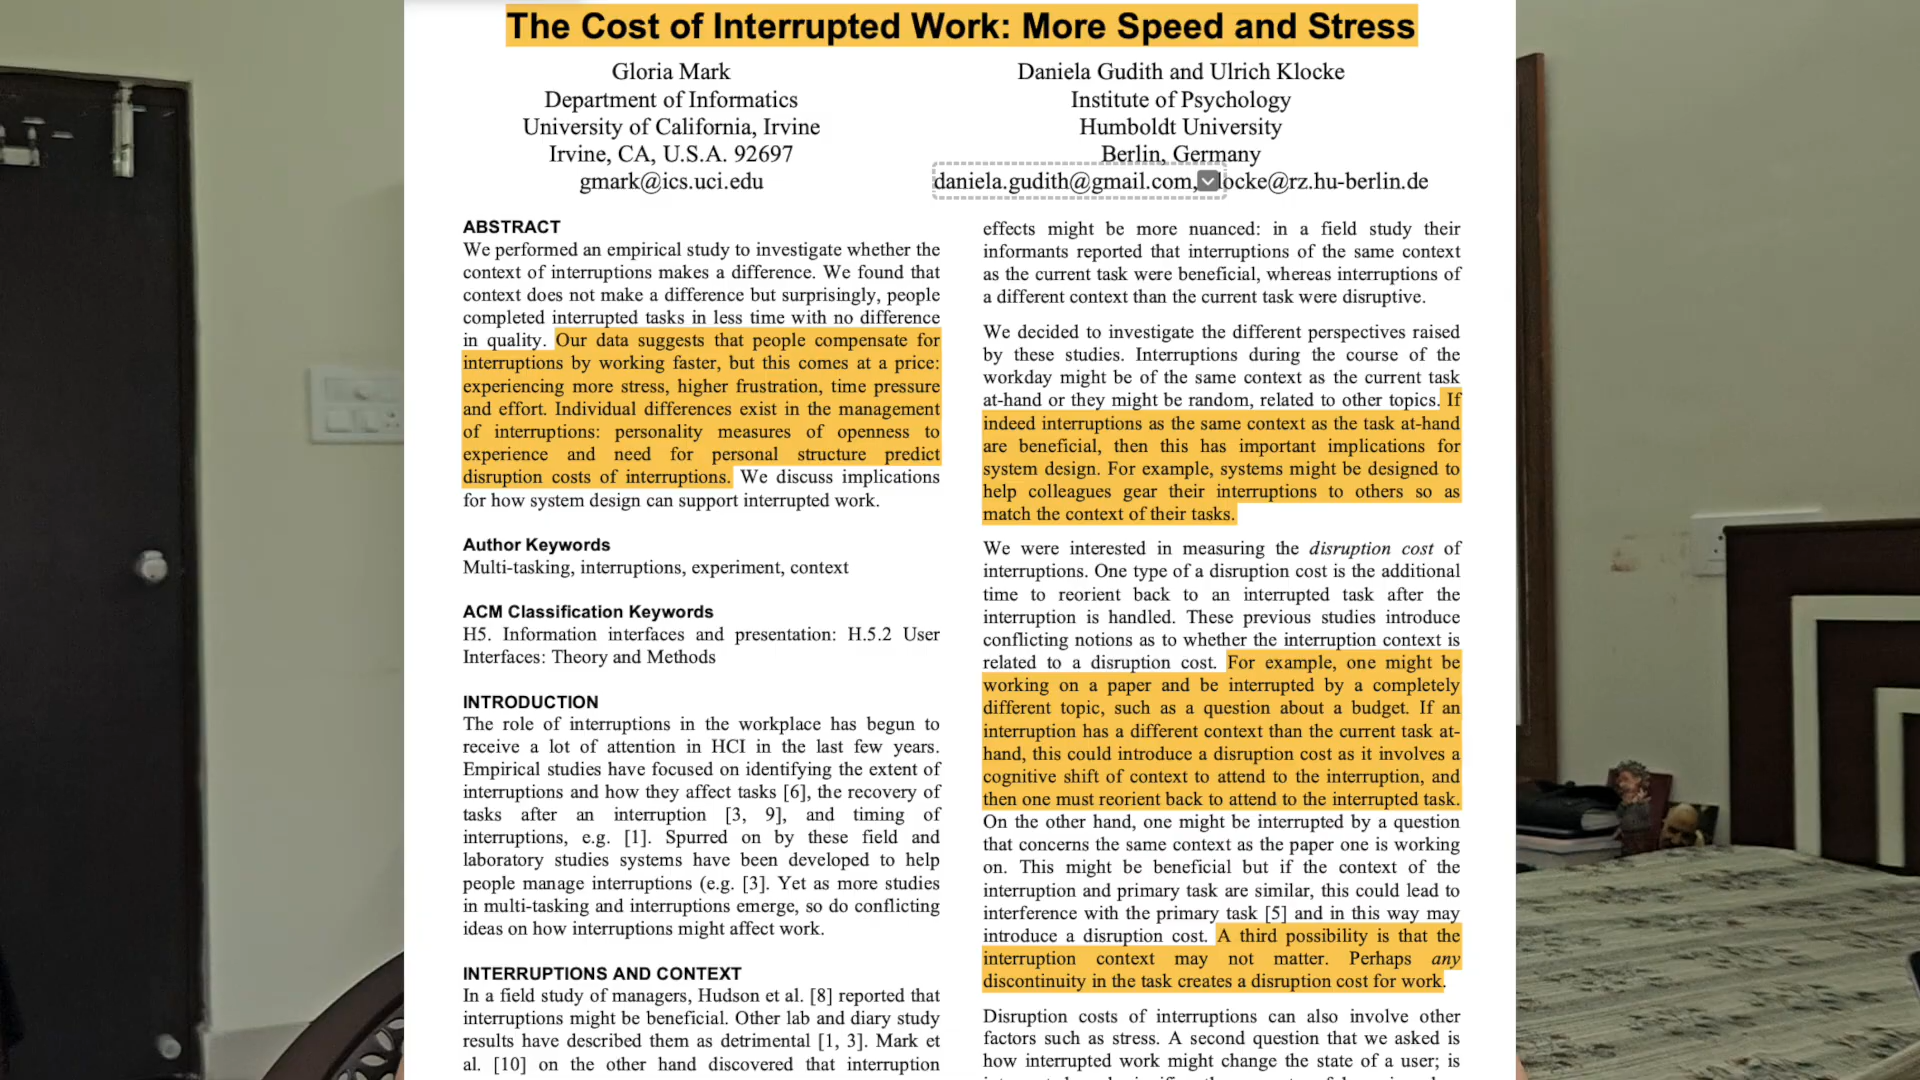 The Cost of Interrupted Work: More Speed and Stress
Gloria Mark
Department of Informatics
University of California, Irvine
Irvine, CA, U.S.A. 92697
gmark@ics.uci.edu
Daniela Gudith and Ulrich Klocke
Institute of Psychology
Humboldt University
Berlin, Germany
daniela.gudith@gmail.com, locke@rz.hu-berlin.de
ABSTRACT
We performed an empirical study to investigate whether the
context of interruptions makes a difference. We found that
context does not make a difference but surprisingly, people
completed interrupted tasks in less time with no difference
in quality. Our data suggests that people compensate for
interruptions by working faster, but this comes at a price:
experiencing more stress, higher frustration, time pressure
and effort. Individual differences exist in the management
of interruptions: personality measures of openness to
experience and need for personal structure predict
disruption costs of interruptions. We discuss implications
for how system design can support interrupted work.
Author Keywords
Multi-tasking, interruptions, experiment, context
ACM Classification Keywords
H5. Information interfaces and presentation: H.5.2 User
Interfaces: Theory and Methods
INTRODUCTION
The role of interruptions in the workplace has begun to
receive a lot of attention in HCI in the last few years.
Empirical studies have focused on identifying the extent of
interruptions and how they affect tasks [6], the recovery of
tasks after an interruption [3, 9], and timing of
interruptions, e.g. [1]. Spurred on by these field and
laboratory studies systems have been developed to help
people manage interruptions (e.g. [3]. Yet as more studies
in multi-tasking and interruptions emerge, so do conflicting
ideas on how interruptions might affect work.
INTERRUPTIONS AND CONTEXT
In a field study of managers, Hudson et al. [8] reported that
interruptions might be beneficial. Other lab and diary study
results have described them as detrimental [1, 3]. Mark et
al. [10] on the other hand discovered that interruption
effects might be more nuanced: in a field study their
informants reported that interruptions of the same context
as the current task were beneficial, whereas interruptions of
a different context than the current task were disruptive.
We decided to investigate the different perspectives raised
by these studies. Interruptions during the course of the
workday might be of the same context as the current task
at-hand or they might be random, related to other topics. If
indeed interruptions as the same context as the task at-hand
are beneficial, then this has important implications for
system design. For example, systems might be designed to
help colleagues gear their interruptions to others so as
match the context of their tasks.
We were interested in measuring the disruption cost of
interruptions. One type of a disruption cost is the additional
time to reorient back to an interrupted task after the
interruption is handled. These previous studies introduce
conflicting notions as to whether the interruption context is
related to a disruption cost. For example, one might be
working on a paper and be interrupted by a completely
different topic, such as a question about a budget. If an
interruption has a different context than the current task at-
hand, this could introduce a disruption cost as it involves a
cognitive shift of context to attend to the interruption, and
then one must reorient back to attend to the interrupted task.
On the other hand, one might be interrupted by a question
that concerns the same context as the paper one is working
on. This might be beneficial but if the context of the
interruption and primary task are similar, this could lead to
interference with the primary task [5] and in this way may
introduce a disruption cost. A third possibility is that the
interruption context may not matter. Perhaps any
discontinuity in the task creates a disruption cost for work.
Disruption costs of interruptions can also involve other
factors such as stress. A second question that we asked is
how interrupted work might change the state of a user; is